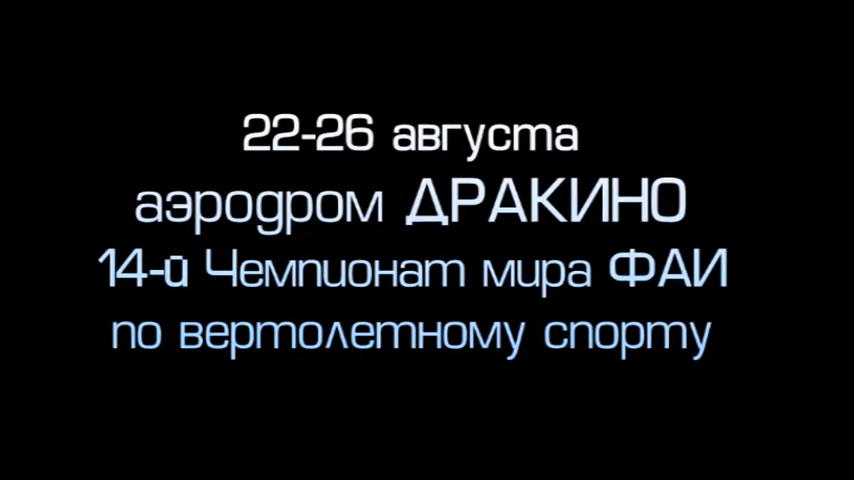 22-26 августа
аэродром ДРАКИНО
14-й Чемпионат мира ФАИ
по вертолетному спорту